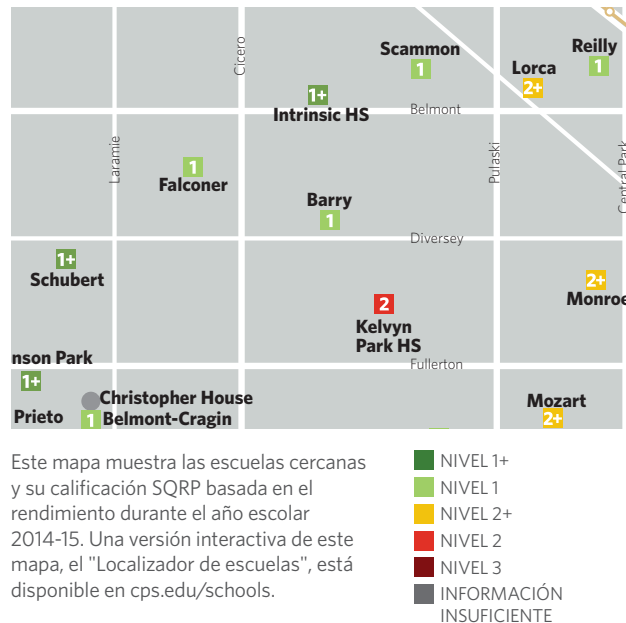 Scammon
1
Reilly
1
Lorca
2+
Cicero
1+
Intrinsic HS
Belmont
Laramie
1
Falconer
Barry
1
Pulaski
Central Park
Diversey
1+
Schubert
2+
Monroe
2
Kelvyn
Park HS
Fullerton
nson Park
1+
Prieto
Christopher House
1
Belmont-Cragin
Mozart
2+
Este mapa muestra las escuelas cercanas
y su calificación SQRP basada en el
rendimiento durante el año escolar
2014-15. Una versión interactiva de este
mapa, el "Localizador de escuelas", está
disponible en cps.edu/schools.
NIVEL 1+
NIVEL 1
NIVEL 2+
NIVEL 2
NIVEL 3
INFORMACIÓN
INSUFICIENTE